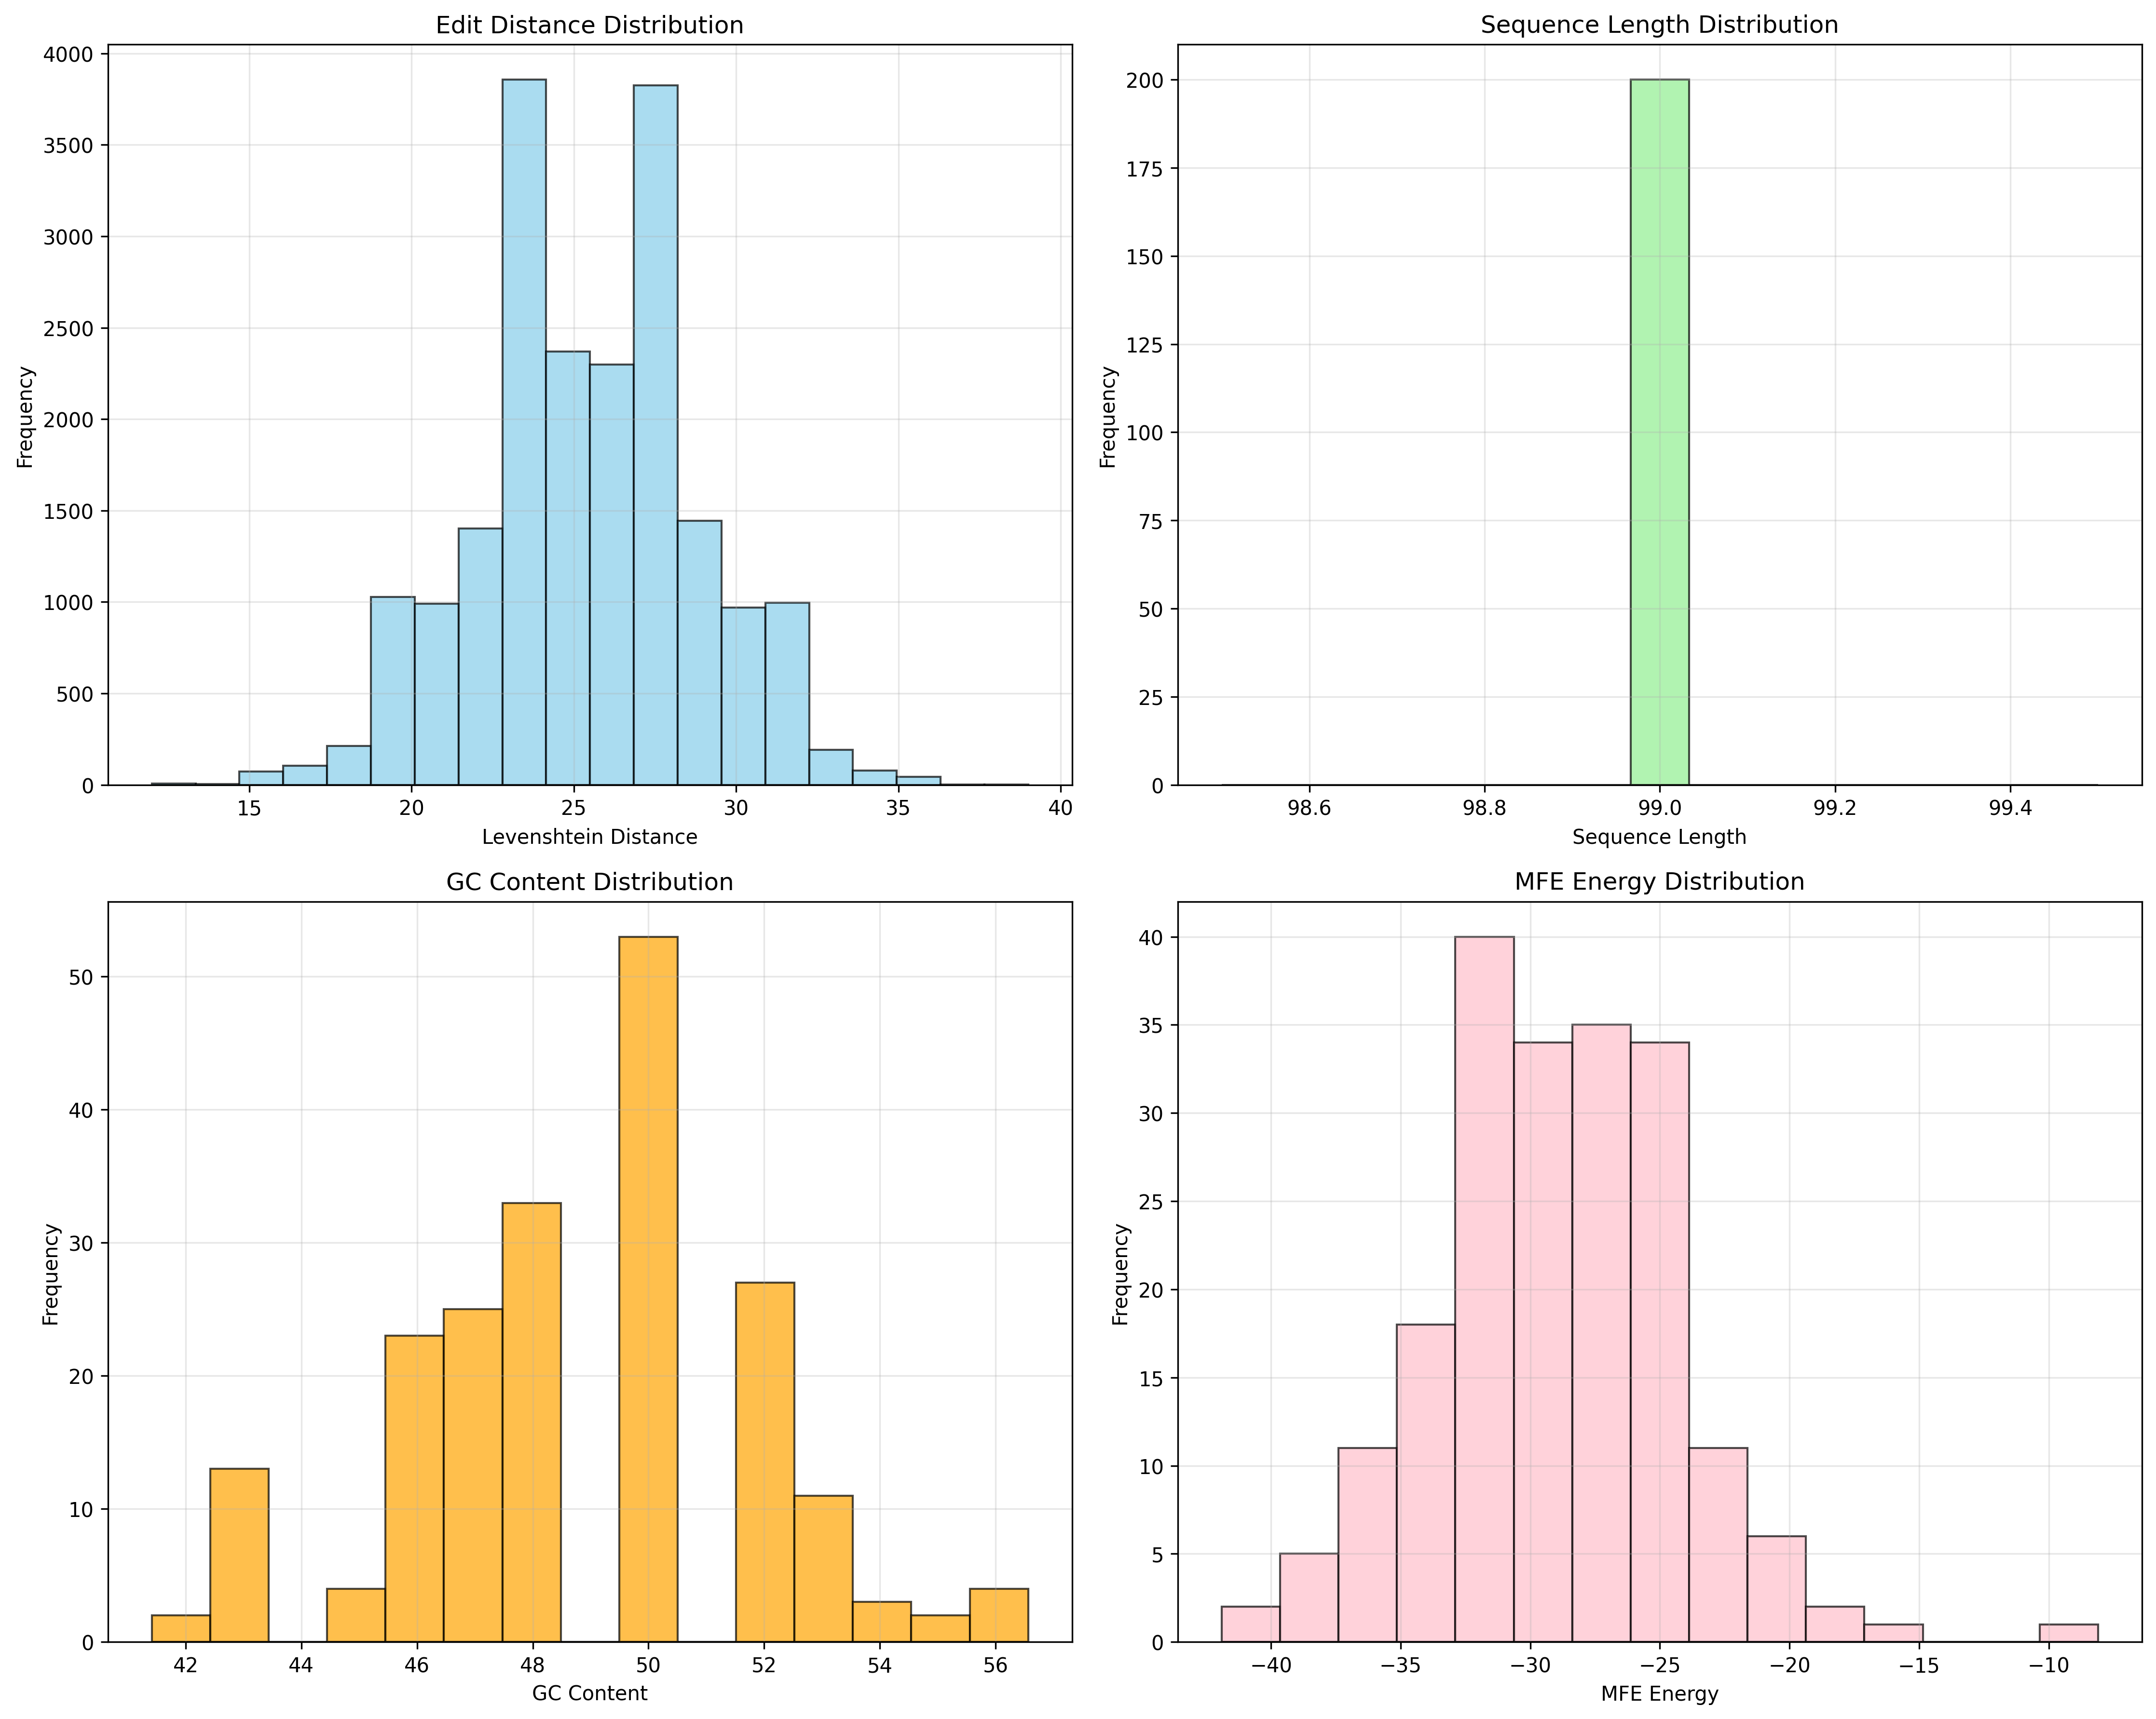 Edit Distance Distribution
4000
3500
3000
2500
2000
1500
1000
500
0
Frequency
15 20 25 30 35 40
Levenshtein Distance
Sequence Length Distribution
200
175
150
125
100
75
50
25
0
Frequency
98.6 98.8 99.0 99.2 99.4
Sequence Length
GC Content Distribution
50
40
30
20
10
0
Frequency
42 44 46 48 50 52 54 56
GC Content
MFE Energy Distribution
40
35
30
25
20
15
10
5
0
Frequency
−40 −35 −30 −25 −20 −15 −10
MFE Energy